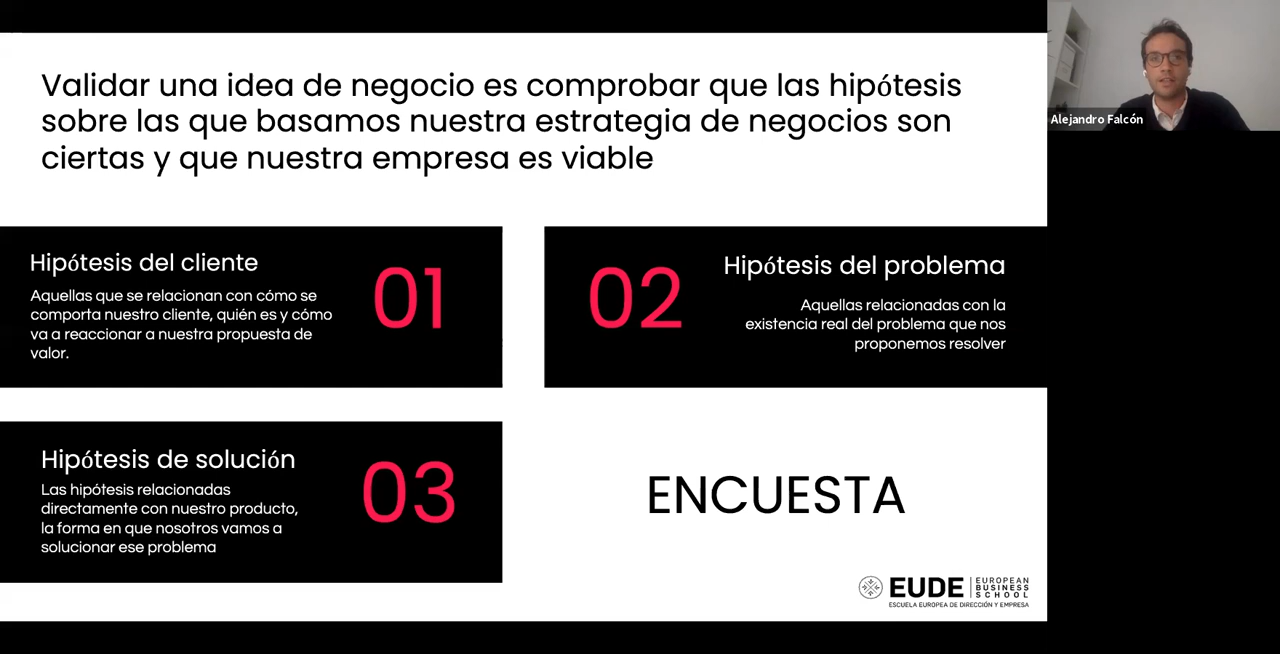 Validar una idea de negocio es comprobar que las hipótesis
sobre las que basamos nuestra estrategia de negocios son
ciertas y que nuestra empresa es viable
Alejandro Falcón
Hipótesis del cliente
Aquellas que se relacionan con cómo se
comporta nuestro cliente, quién es y cómo
va a reaccionar a nuestra propuesta de
valor.
01
02
Hipótesis del problema
Aquellas relacionadas con la
existencia real del problema que nos
proponemos resolver
Hipótesis de solución
Las hipótesis relacionadas
directamente con nuestro producto,
la forma en que nosotros vamos a
solucionar ese problema
03
ENCUESTA
EUDE
EUROPEAN
BUSINESS
SCHOOL
ESCUELA EUROPEA DE DIRECCIÓN Y EMPRESA